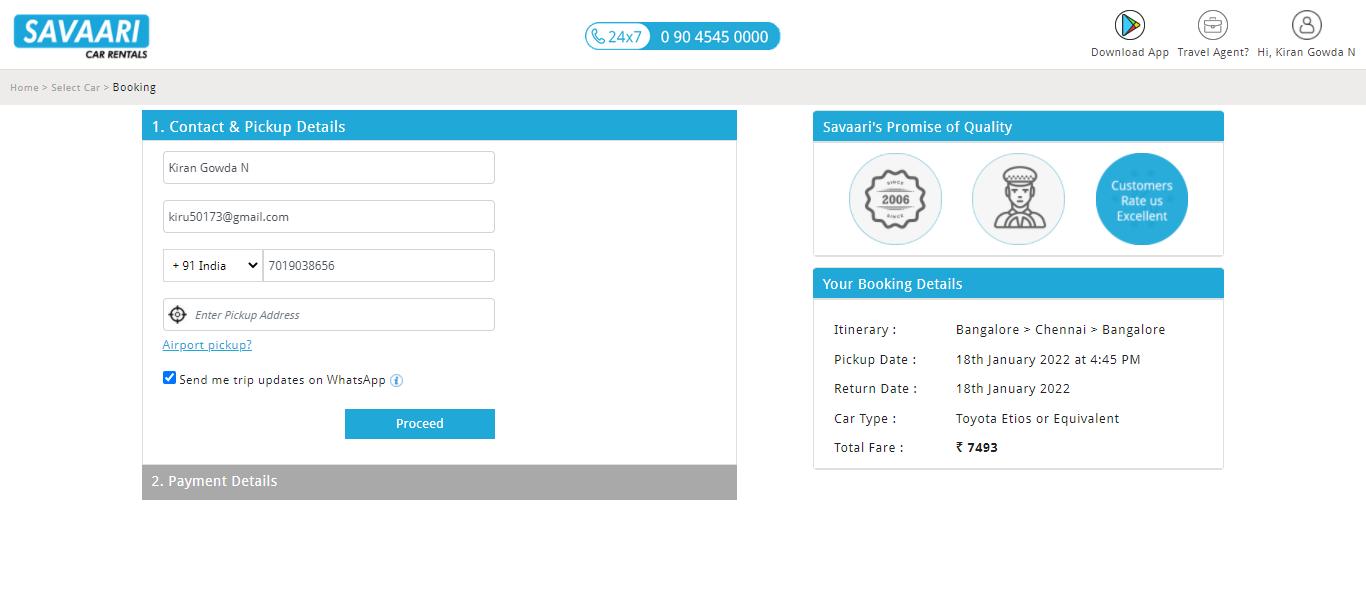 SAVAARI
CAR RENTALS
24x7 0 90 4545 0000
Download App
Travel Agent?
Hi, Kiran Gowda N
Home > Select Car > Booking
1. Contact & Pickup Details
Kiran Gowda N
kiru50173@gmail.com
+ 91 India 7019038656
Enter Pickup Address
Airport pickup?
Send me trip updates on WhatsApp i
Proceed
2. Payment Details
Savaari's Promise of Quality
SINCE
2006
SINCE
Customers
Rate us
Excellent
Your Booking Details
Itinerary : Bangalore > Chennai > Bangalore
Pickup Date : 18th January 2022 at 4:45 PM
Return Date : 18th January 2022
Car Type : Toyota Etios or Equivalent
Total Fare : ₹ 7493